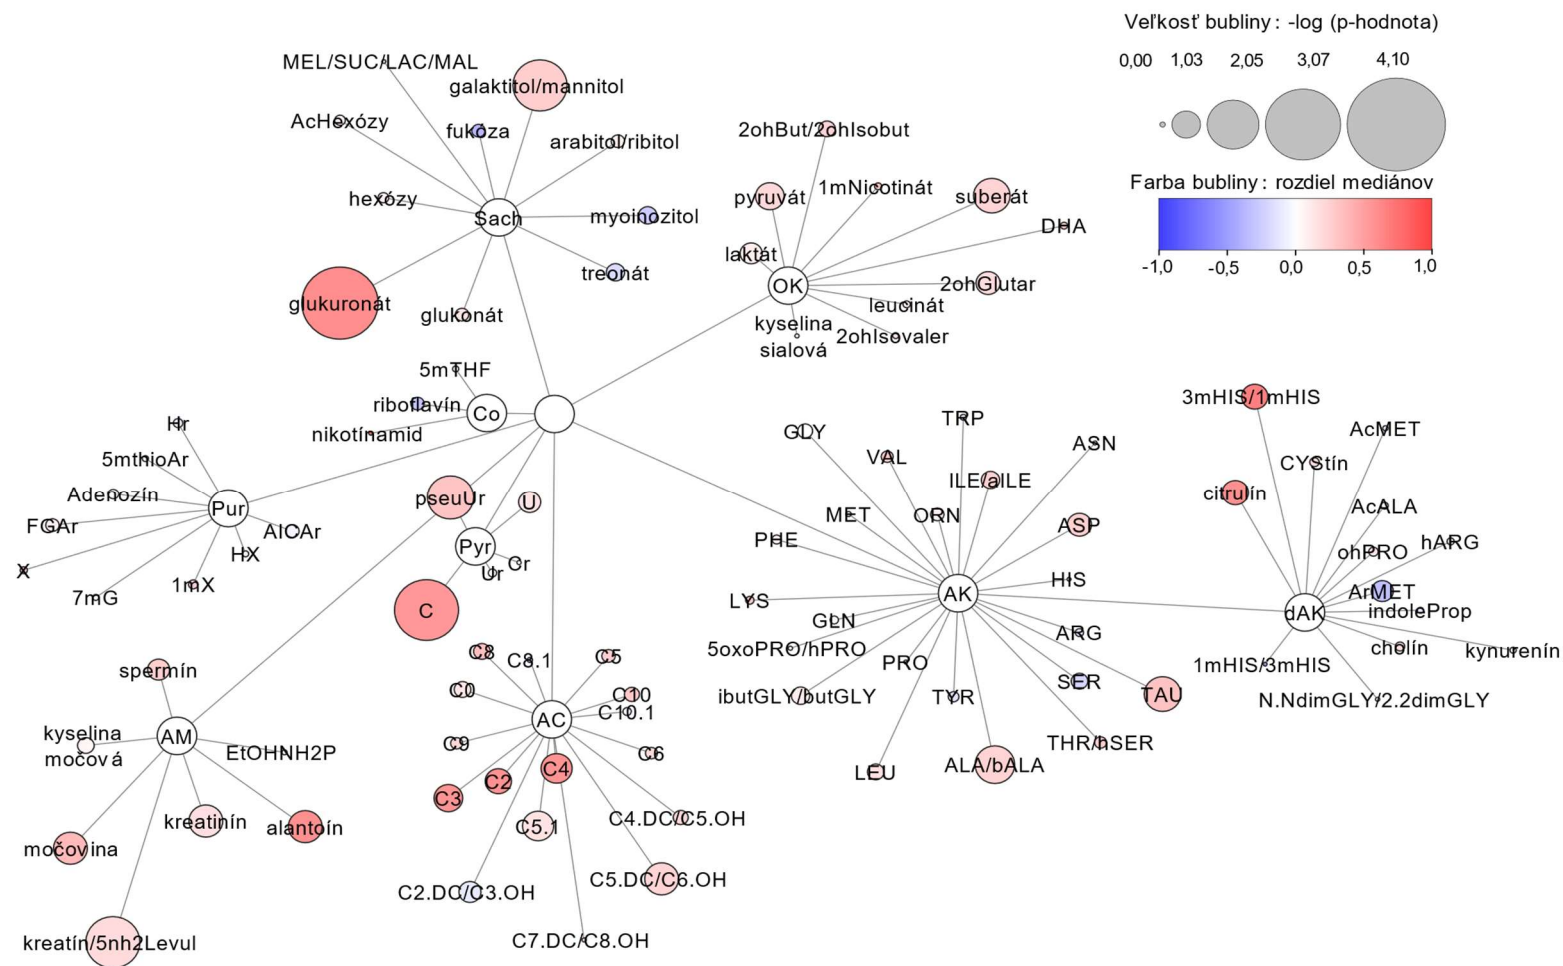 Veľkosť bubliny : -log (p-hodnota)
0,00 1,03 2,05 3,07 4,10
Farba bubliny : rozdiel mediánov
-1,0 -0,5 0,0 0,5 1,0
MEL/SUC/LAC/MAL
galaktitol/mannitol
AcHexózy
fukóza
arabitol/ribitol
hexózy
Sach
myoinozitol
treonát
glukuronát
glukonát
2ohBut/2ohIsobut
pyruvát
1mNicotinát
suberát
DHA
laktát
OK
2ohGlutar
leucinát
kyselina
sialová
2ohIsovaler
5mTHF
riboflavín
Co
nikotínamid
Hr
5mthioAr
Adenozín
Pur
FGAr
AICAr
HX
X
1mX
7mG
pseuUr
U
Pyr
Cr
Ur
C
GLY
TRP
VAL
ASN
ILE/aILE
MET
ORN
ASP
PHE
HIS
AK
LYS
GLN
ARG
5oxoPRO/hPRO
PRO
SER
ibutGLY/butGLY
TYR
TAU
THR/hSER
LEU
ALA/bALA
3mHIS/1mHIS
AcMET
CYStín
citrulín
AcALA
ohPRO
hARG
ArMET
dAK
indoleProp
cholín
kynurenín
1mHIS/3mHIS
N.NdimGLY/2.2dimGLY
spermín
kyselina
močová
AM
EtOHNH2P
kreatinín
alantoín
močovina
kreatín/5nh2Levul
C8
C8.1
C5
C0
C10
C10.1
AC
C9
C6
C4
C2
C3
C5.1
C4.DC/C5.OH
C2.DC/C3.OH
C5.DC/C6.OH
C7.DC/C8.OH